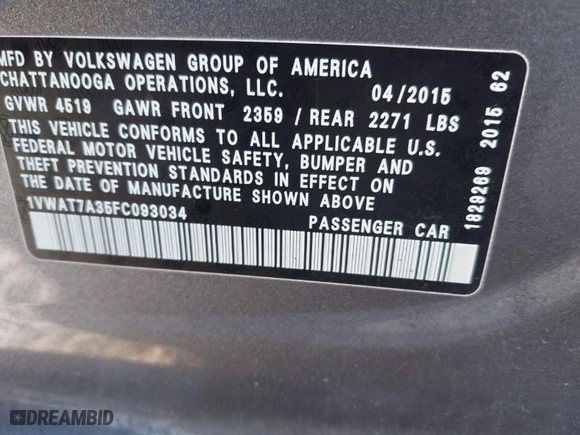 MFD BY VOLKSWAGEN GROUP OF AMERICA
CHATTANOOGA OPERATIONS, LLC.
04/2015
GVWR 4519 GAWR FRONT 2359 / REAR 2271 LBS
THIS VEHICLE CONFORMS TO ALL APPLICABLE U.S.
FEDERAL MOTOR VEHICLE SAFETY, BUMPER AND
THEFT PREVENTION STANDARDS IN EFFECT ON
THE DATE OF MANUFACTURE SHOWN ABOVE
1VWAT7A35FC093034
PASSENGER CAR
1829269 2015 62
DREAMBID